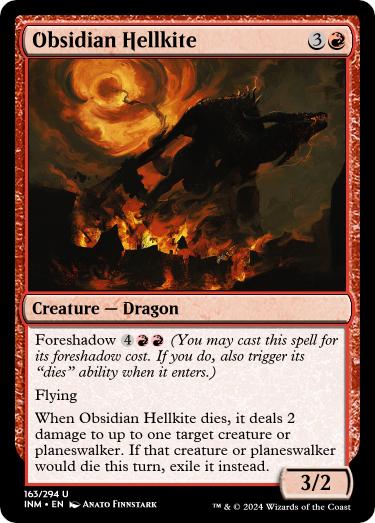 Obsidian Hellkite 3
Creature — Dragon
Foreshadow 4 (You may cast this spell for
its foreshadow cost. If you do, also trigger its
“dies” ability when it enters.)
Flying
When Obsidian Hellkite dies, it deals 2
damage to up to one target creature or
planeswalker. If that creature or planeswalker
would die this turn, exile it instead.
3/2
163/294 U
INM • EN Anato Finnstark
™ & © 2024 Wizards of the Coast